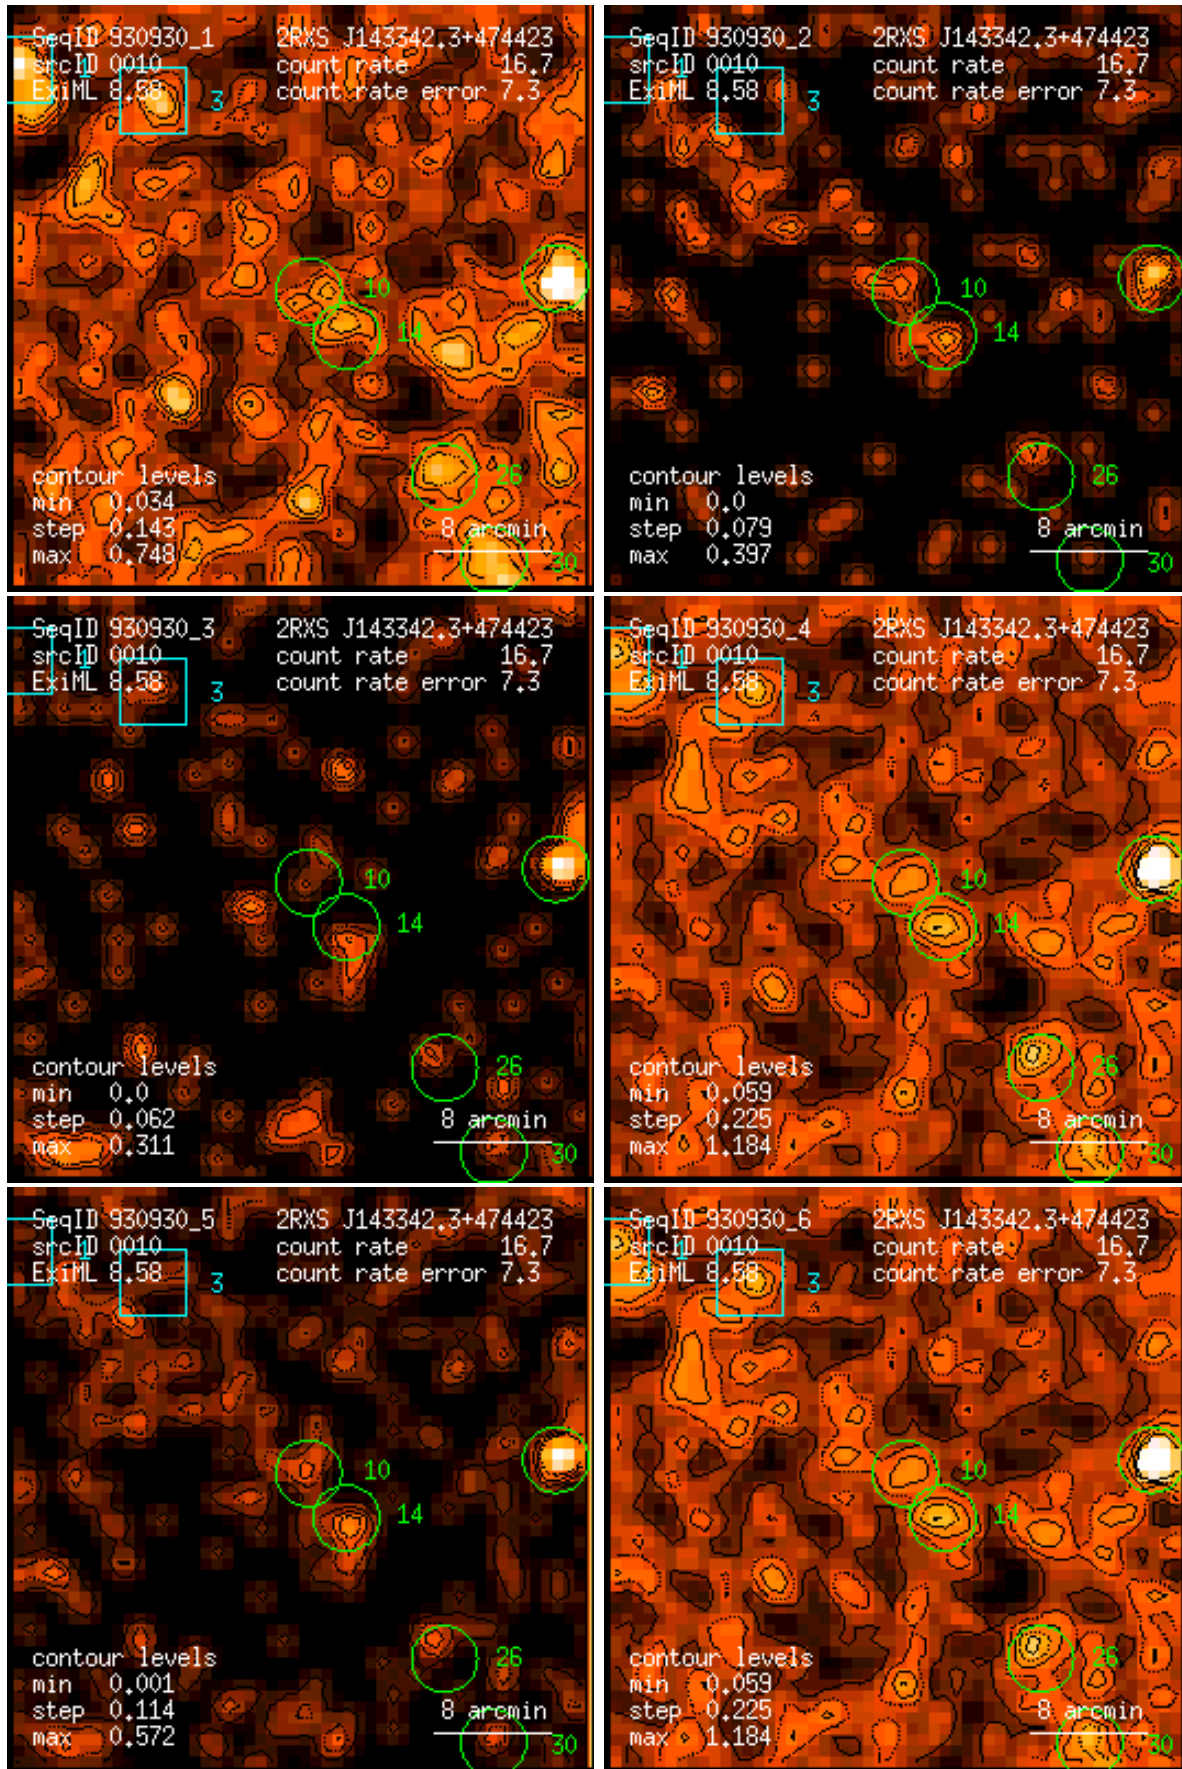 SeqID 930930_1 2RXS J143342.3+474423
srcID 0010 1 count rate 16.7
ExiML 8.58 3 count rate error 7.3
10
14
contour levels 26
min 0.034
step 0.143 8 arcmin
max 0.748 30
SeqID 930930_2 2RXS J143342.3+474423
srcID 0010 1 count rate 16.7
ExiML 8.58 3 count rate error 7.3
10
14
contour levels 26
min 0.0
step 0.079 8 arcmin
max 0.397 30
SeqID 930930_3 2RXS J143342.3+474423
srcID 0010 1 count rate 16.7
ExiML 8.58 3 count rate error 7.3
10
14
contour levels 26
min 0.0
step 0.062 8 arcmin
max 0.311 30
SeqID 930930_4 2RXS J143342.3+474423
srcID 0010 1 count rate 16.7
ExiML 8.58 3 count rate error 7.3
10
14
contour levels 26
min 0.059
step 0.225 8 arcmin
max 1.184 30
SeqID 930930_5 2RXS J143342.3+474423
srcID 0010 1 count rate 16.7
ExiML 8.58 3 count rate error 7.3
10
14
contour levels 26
min 0.001
step 0.114 8 arcmin
max 0.572 30
SeqID 930930_6 2RXS J143342.3+474423
srcID 0010 1 count rate 16.7
ExiML 8.58 3 count rate error 7.3
10
14
contour levels 26
min 0.059
step 0.225 8 arcmin
max 1.184 30